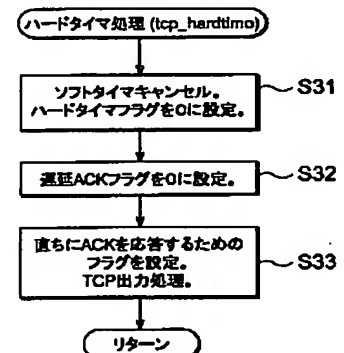 ハードタイマ処理 (tcp_hardtimo)
ソフトタイマキャンセル。
ハードタイマフラグを0に設定。
S31
遅延ACKフラグを0に設定。
S32
直ちにACKを応答するための
フラグを設定。
TCP出力処理。
S33
リターン